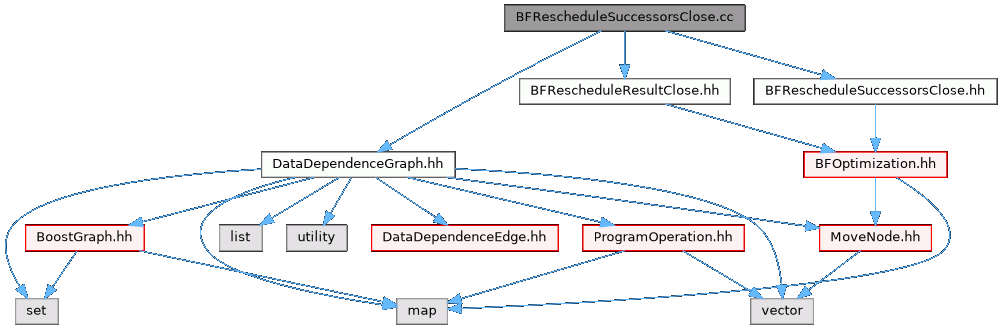 BFRescheduleSuccessorsClose.cc
BFRescheduleResultClose.hh
BFRescheduleSuccessorsClose.hh
DataDependenceGraph.hh
BFOptimization.hh
BoostGraph.hh
list
utility
DataDependenceEdge.hh
ProgramOperation.hh
MoveNode.hh
set
map
vector